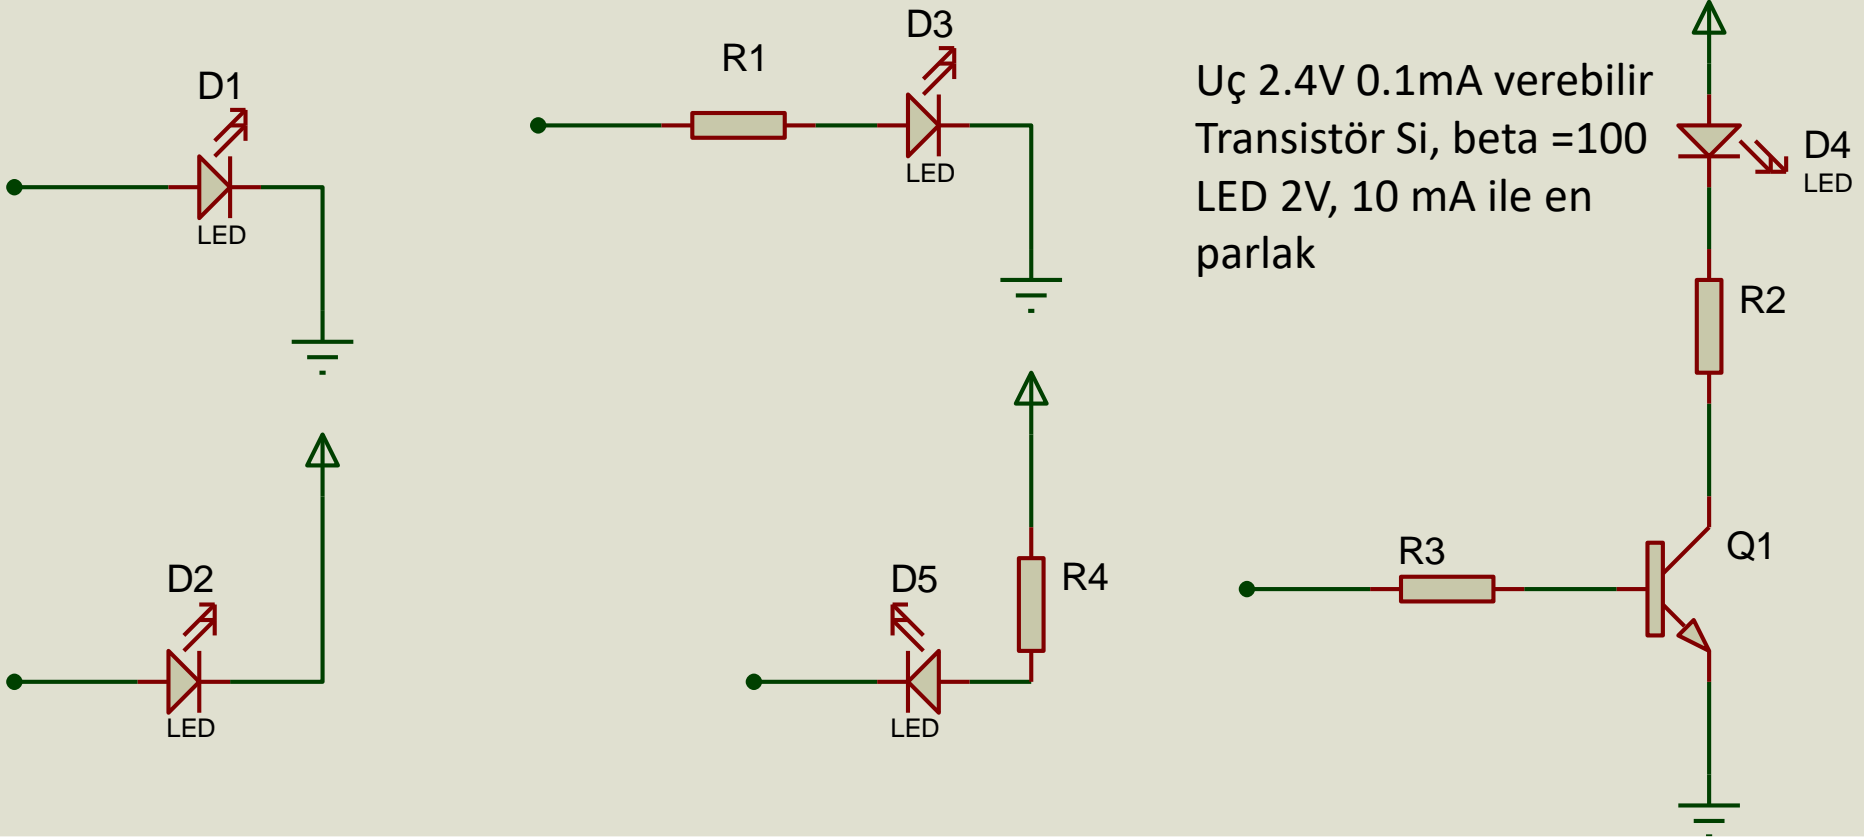 D1
LED
D2
LED
R1
D3
LED
D5
LED
R4
Uç 2.4V 0.1mA verebilir
Transistör Si, beta =100
LED 2V, 10 mA ile en
parlak
D4
LED
R2
R3
Q1